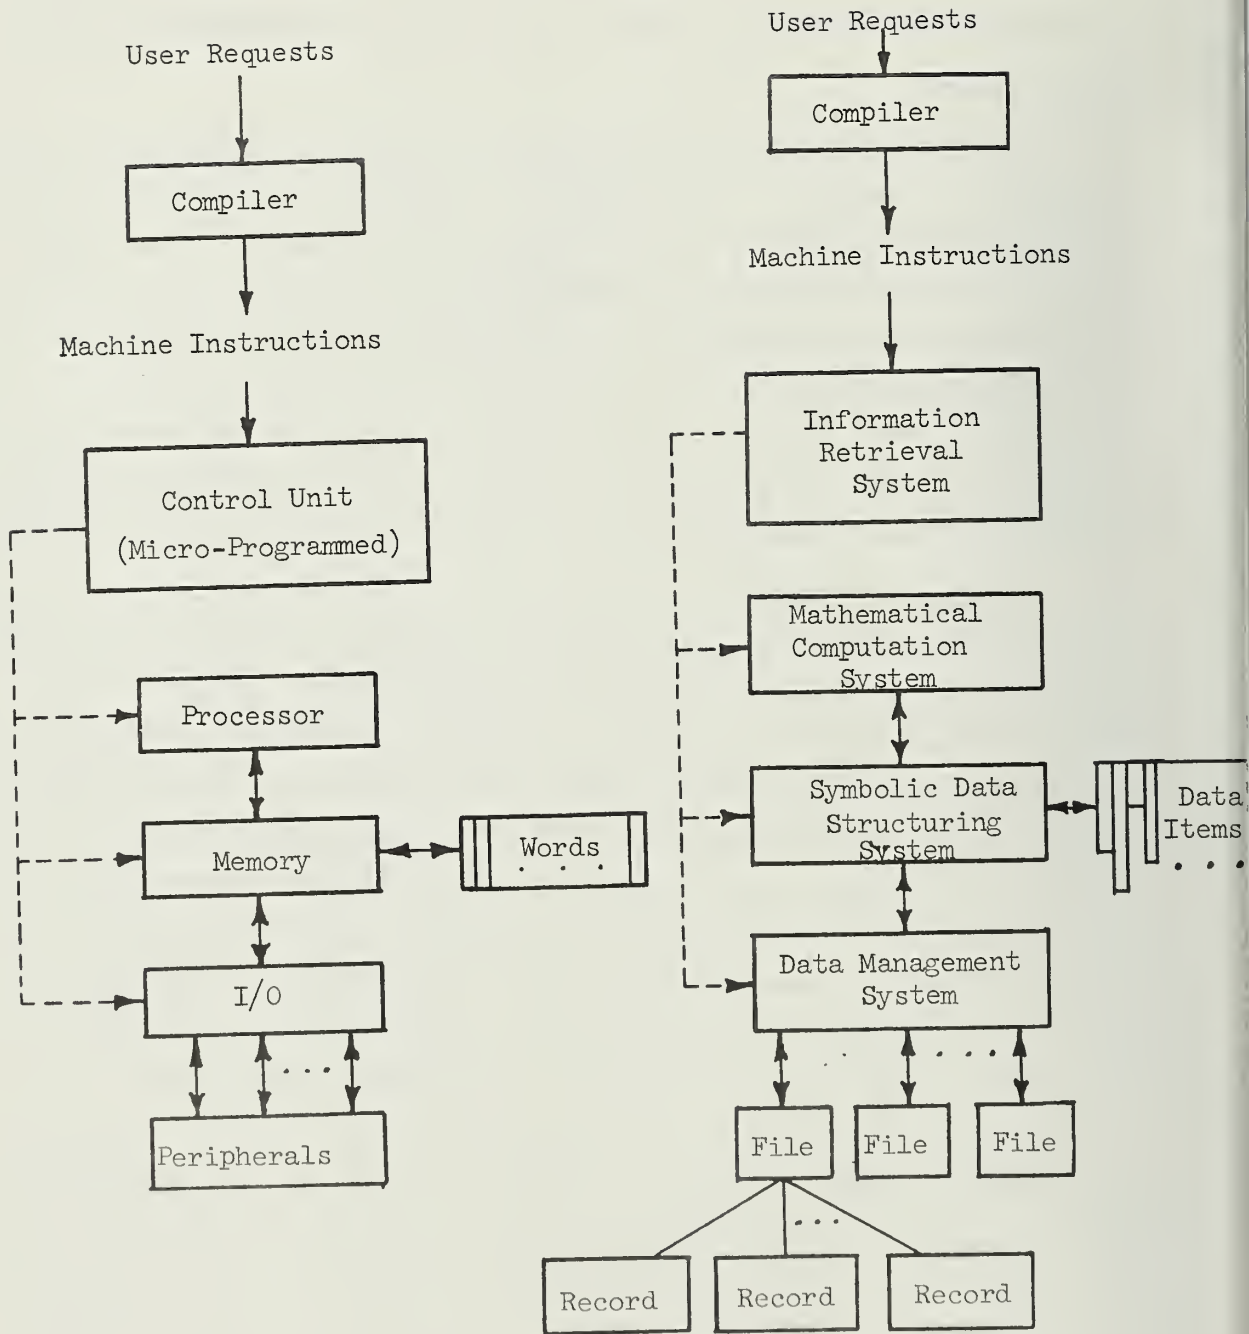 User Requests
Compiler
Machine Instructions
Control Unit
(Micro-Programmed)
Processor
Memory
Words
. . .
I/O
...
Peripherals
User Requests
Compiler
Machine Instructions
Information
Retrieval
System
Mathematical
Computation
System
Symbolic Data
Structuring
System
Data
Items
. . .
Data Management
System
. . . .
File
File
File
...
Record
Record
Record